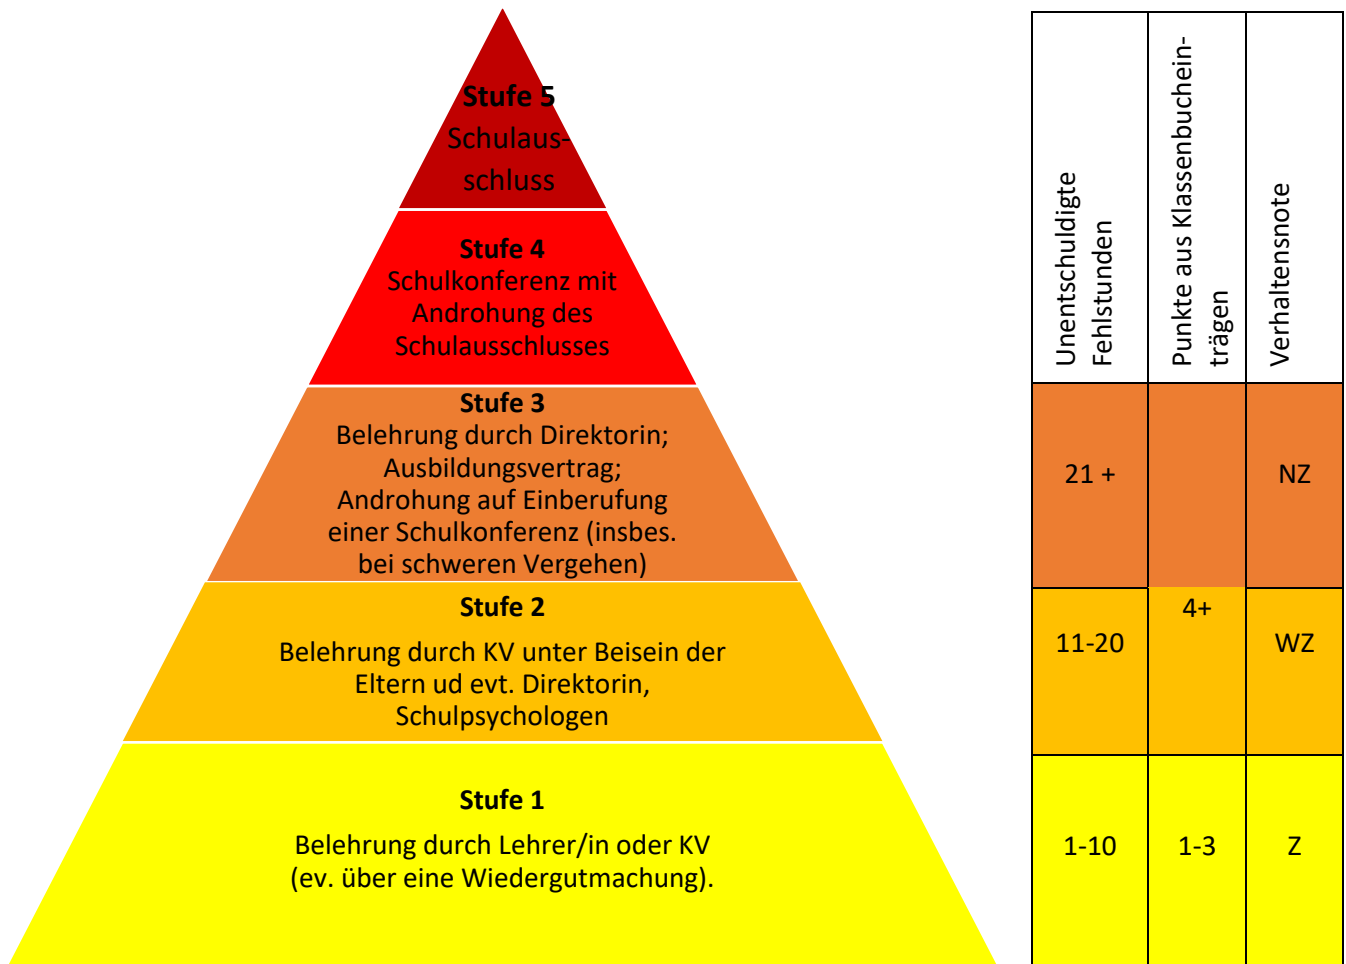 Stufe 5
Schulaus-
schluss
Stufe 4
Schulkonferenz mit
Androhung des
Schulausschlusses
Stufe 3
Belehrung durch Direktorin;
Ausbildungsvertrag;
Androhung auf Einberufung
einer Schulkonferenz (insbes.
bei schweren Vergehen)
Stufe 2
Belehrung durch KV unter Beisein der
Eltern ud evt. Direktorin,
Schulpsychologen
Stufe 1
Belehrung durch Lehrer/in oder KV
(ev. über eine Wiedergutmachung).
Unentschuldigte
Fehlstunden
Punkte aus Klassenbuchein-
trägen
Verhaltensnote
21 +
NZ
4+
11-20
WZ
1-10
1-3
Z